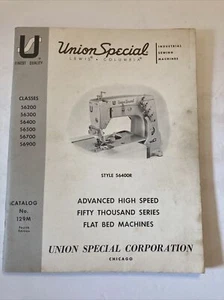 U
FINEST QUALITY
Union Special
LEWIS • COLUMBIA
INDUSTRIAL
SEWING
MACHINES
CLASSES
56200
56300
56400
56500
56700
56900
STYLE 56400R
CATALOG
No.
129M
ADVANCED HIGH SPEED
FIFTY THOUSAND SERIES
FLAT BED MACHINES
UNION SPECIAL CORPORATION
CHICAGO